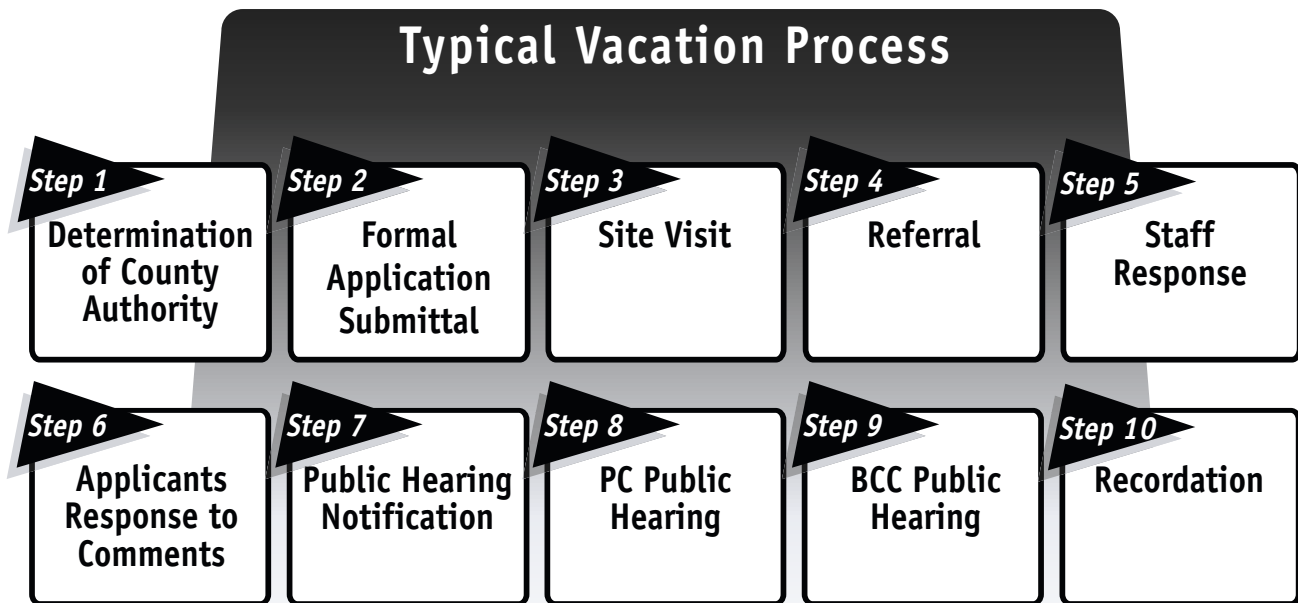 Typical Vacation Process
Step 1
Determination
of County
Authority
Step 2
Formal
Application
Submittal
Step 3
Site Visit
Step 4
Referral
Step 5
Staff
Response
Step 6
Applicants
Response to
Comments
Step 7
Public Hearing
Notification
Step 8
PC Public
Hearing
Step 9
BCC Public
Hearing
Step 10
Recordation